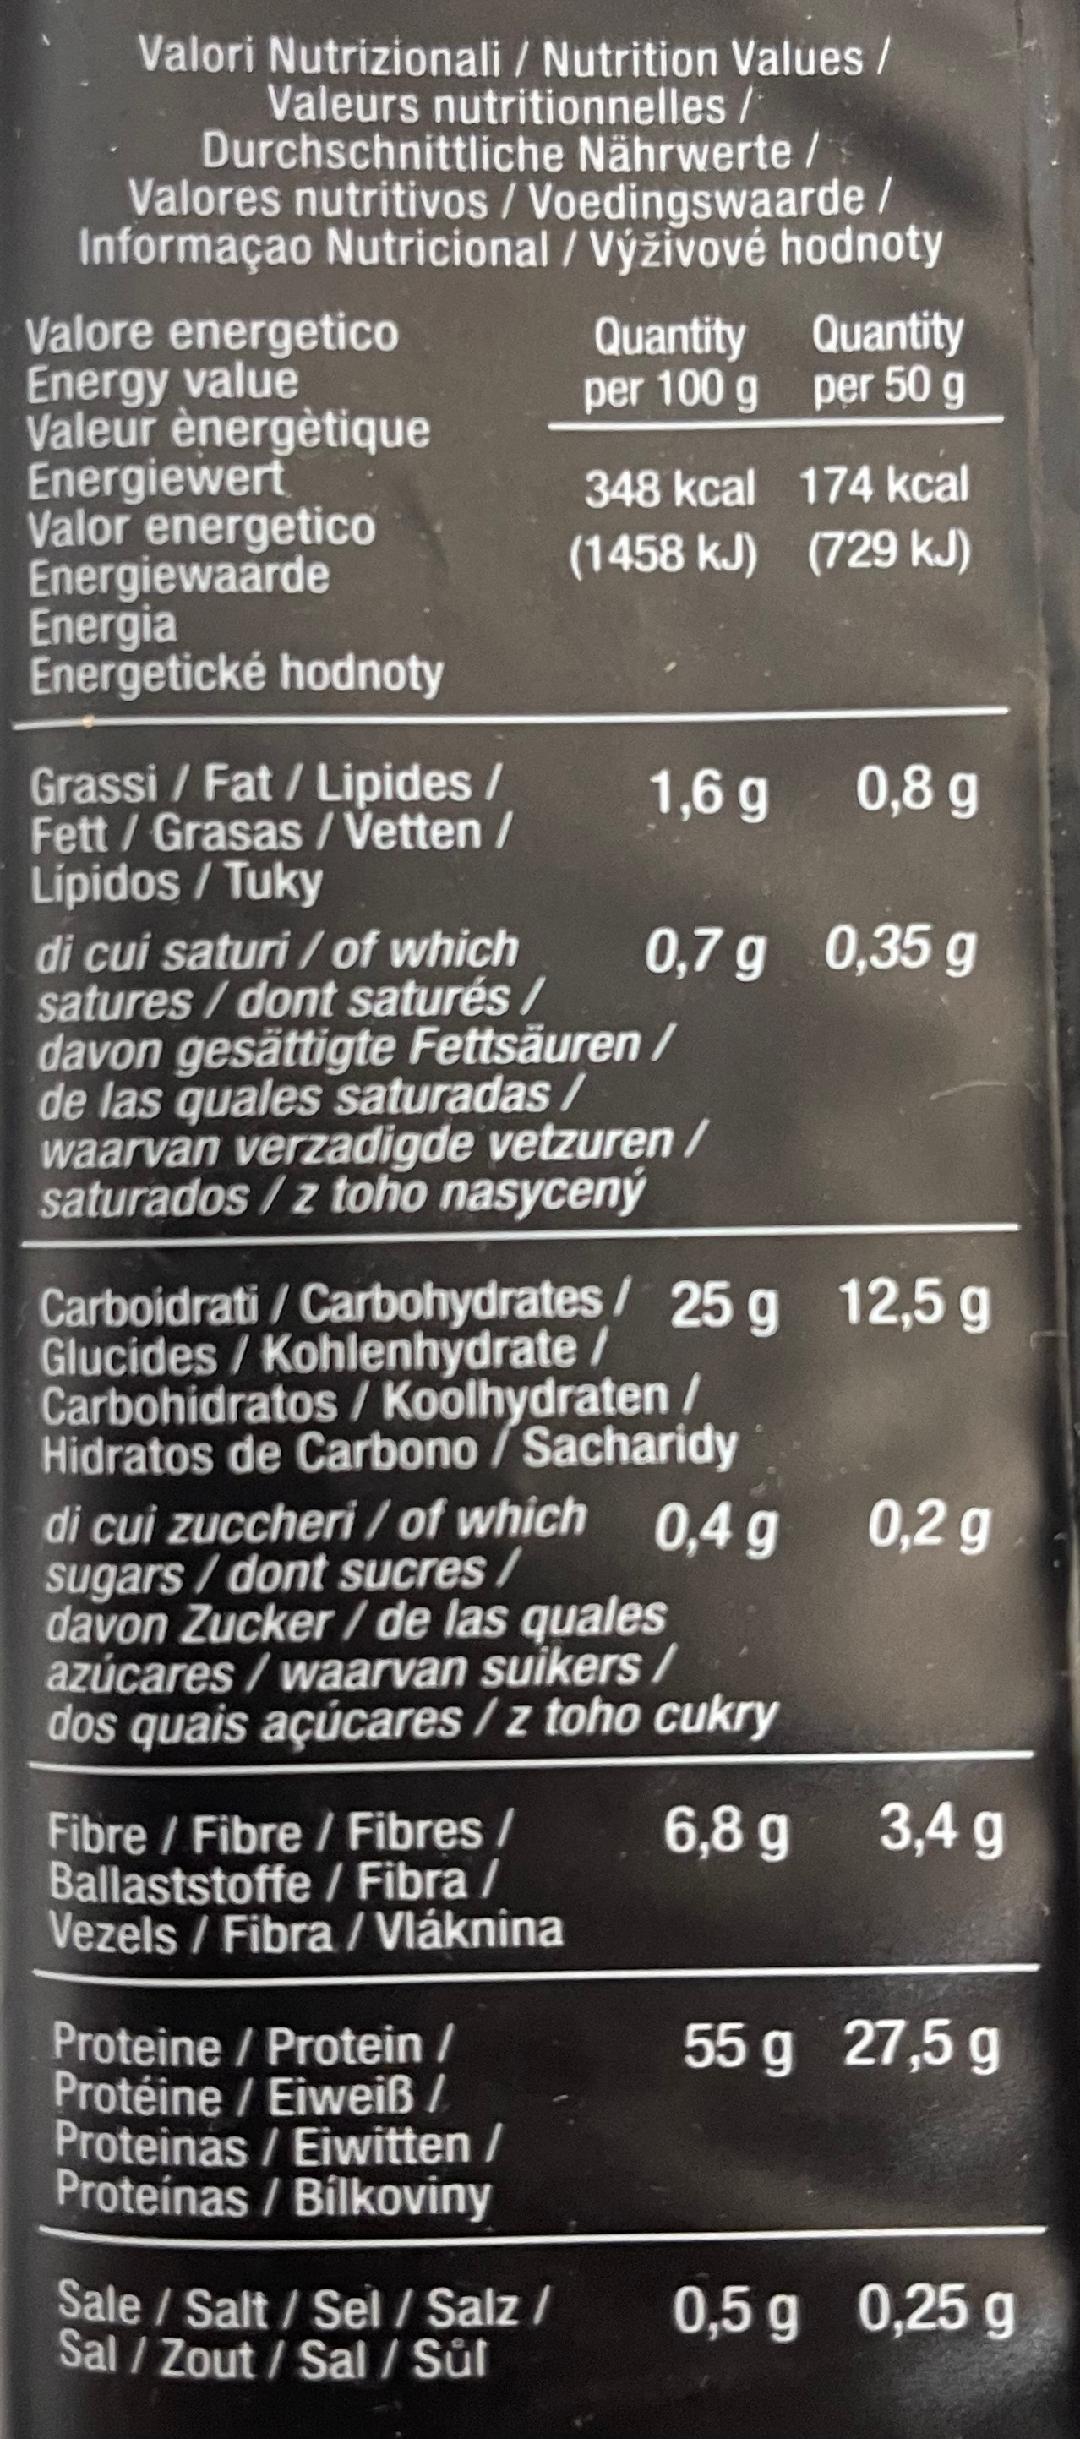 Valori Nutrizionali / Nutrition Values /
Valeurs nutritionnelles /
Durchschnittliche Nährwerte /
Valores nutritivos / Voedingswaarde /
Informaçao Nutricional / Výživové hodnoty
Valore energetico
Energy value
Valeur ènergètique
Energiewert
Valor energetico
Energiewaarde
Energia
Energetické hodnoty
Quantity Quantity
per 100 g per 50 g
348 kcal 174 kcal
(1458 kJ) (729 kJ)
Grassi / Fat / Lipides / 1,6 g 0,8 g
Fett / Grasas / Vetten /
Lípidos / Tuky
di cui saturi / of which 0,7 g 0,35 g
satures / dont saturés /
davon gesättigte Fettsäuren /
de las quales saturadas /
waarvan verzadigde vetzuren /
saturados / z toho nasycený
Carboidrati / Carbohydrates / 25 g 12,5 g
Glucides / Kohlenhydrate /
Carbohidratos / Koolhydraten /
Hidratos de Carbono / Sacharidy
di cui zuccheri / of which 0,4 g 0,2 g
sugars / dont sucres /
davon Zucker / de las quales
azúcares / waarvan suikers /
dos quais açúcares / z toho cukry
Fibre / Fibre / Fibres / 6,8 g 3,4 g
Ballaststoffe / Fibra /
Vezels / Fibra / Vláknina
Proteine / Protein / 55 g 27,5 g
Protéine / Eiweiß /
Proteinas / Eiwitten /
Proteínas / Bílkoviny
Sale / Salt / Sel / Salz / 0,5 g 0,25 g
Sal / Zout / Sal / Sůl